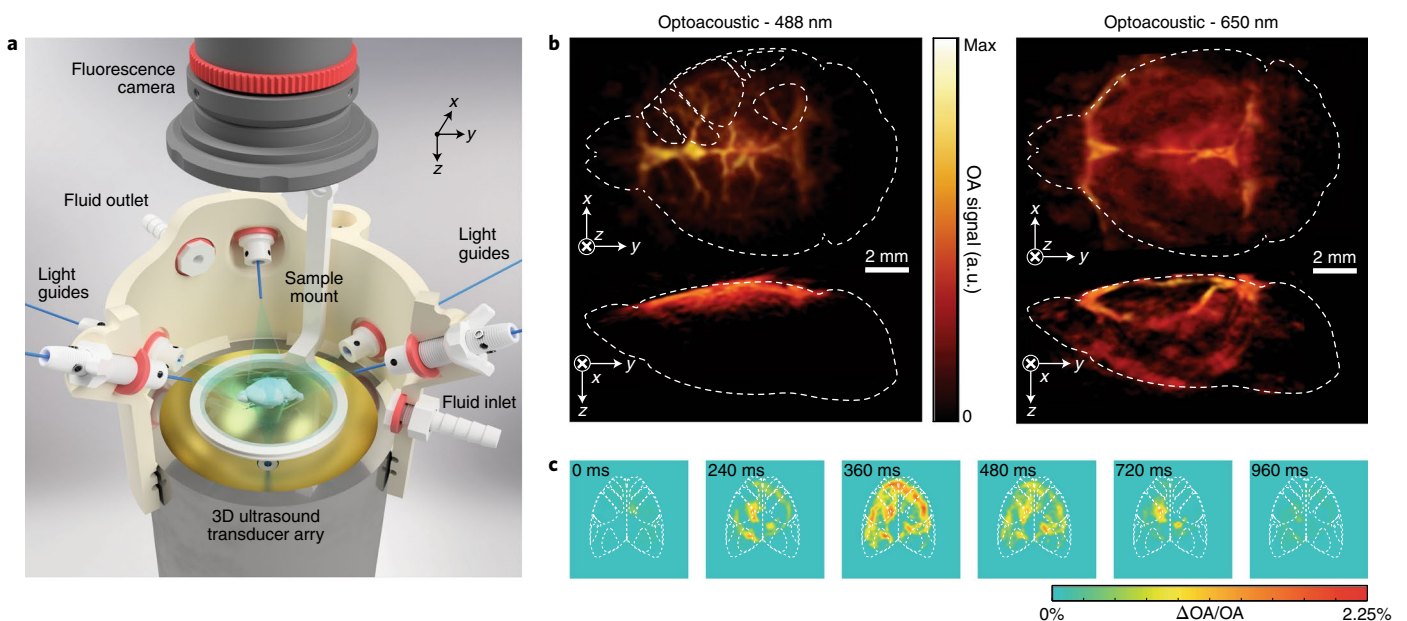 a
Fluorescence
camera
x
y
z
Fluid outlet
Light
guides
Sample
mount
Light
guides
Fluid inlet
3D ultrasound
transducer arry
b
Optoacoustic - 488 nm
Optoacoustic - 650 nm
Max
OA signal (a.u.)
0
x
z
y
2 mm
y
x
z
x
z
y
2 mm
y
x
z
c
0 ms
240 ms
360 ms
480 ms
720 ms
960 ms
0%
ΔOA/OA
2.25%